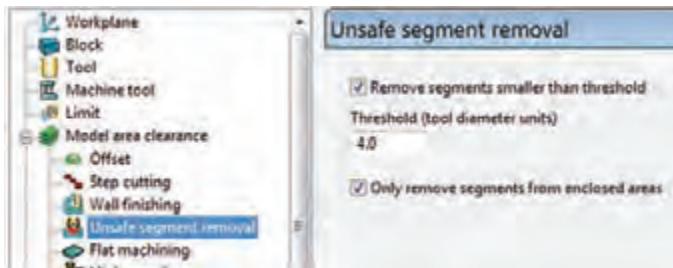 Workplane
Block
Tool
Machine tool
Limit
Model area clearance
Offset
Step cutting
Wall finishing
Unsafe segment removal
Flat machining
Unsafe segment removal
Remove segments smaller than threshold
Threshold (tool diameter units)
4.0
Only remove segments from enclosed areas